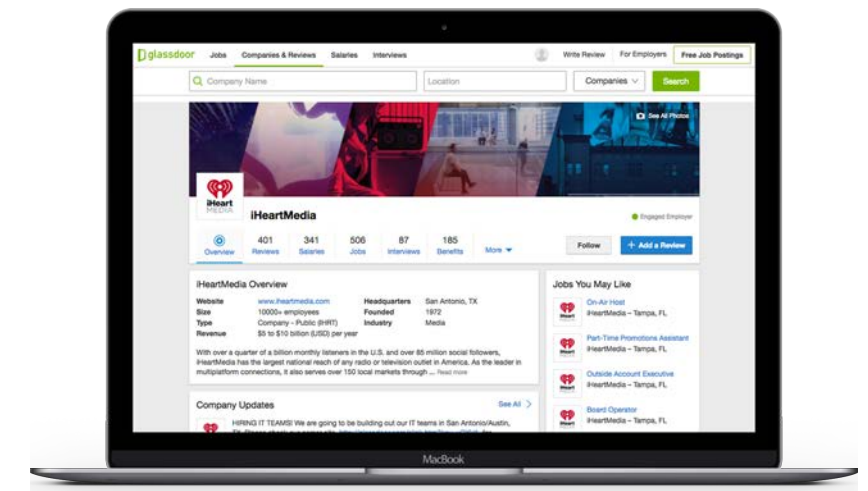 glassdoor Jobs Companies & Reviews Salaries Interviews Write Review For Employers Free Job Postings
Company Name Location Companies Search
See All Photos
iHeart
MEDIA
iHeartMedia
Engaged Employer
401 341 506 87 185
Overview Reviews Salaries Jobs Interviews Benefits More Follow + Add a Review
iHeartMedia Overview
Website www.iheartmedia.com Headquarters San Antonio, TX
Size 10000+ employees Founded 1972
Type Company - Public (IHRT) Industry Media
Revenue $5 to $10 billion (USD) per year
With over a quarter of a billion monthly listeners in the U.S. and over 85 million social followers,
iHeartMedia has the largest national reach of any radio or television outlet in America. As the leader in
multiplatform connections, it also serves over 150 local markets through ... Read more
Company Updates See All
HIRING IT TEAMS! We are going to be building out our IT teams in San Antonio/Austin,
Jobs You May Like
On-Air Host
iHeartMedia – Tampa, FL
Part-Time Promotions Assistant
iHeartMedia – Tampa, FL
Outside Account Executive
iHeartMedia – Tampa, FL
Board Operator
iHeartMedia – Tampa, FL
MacBook